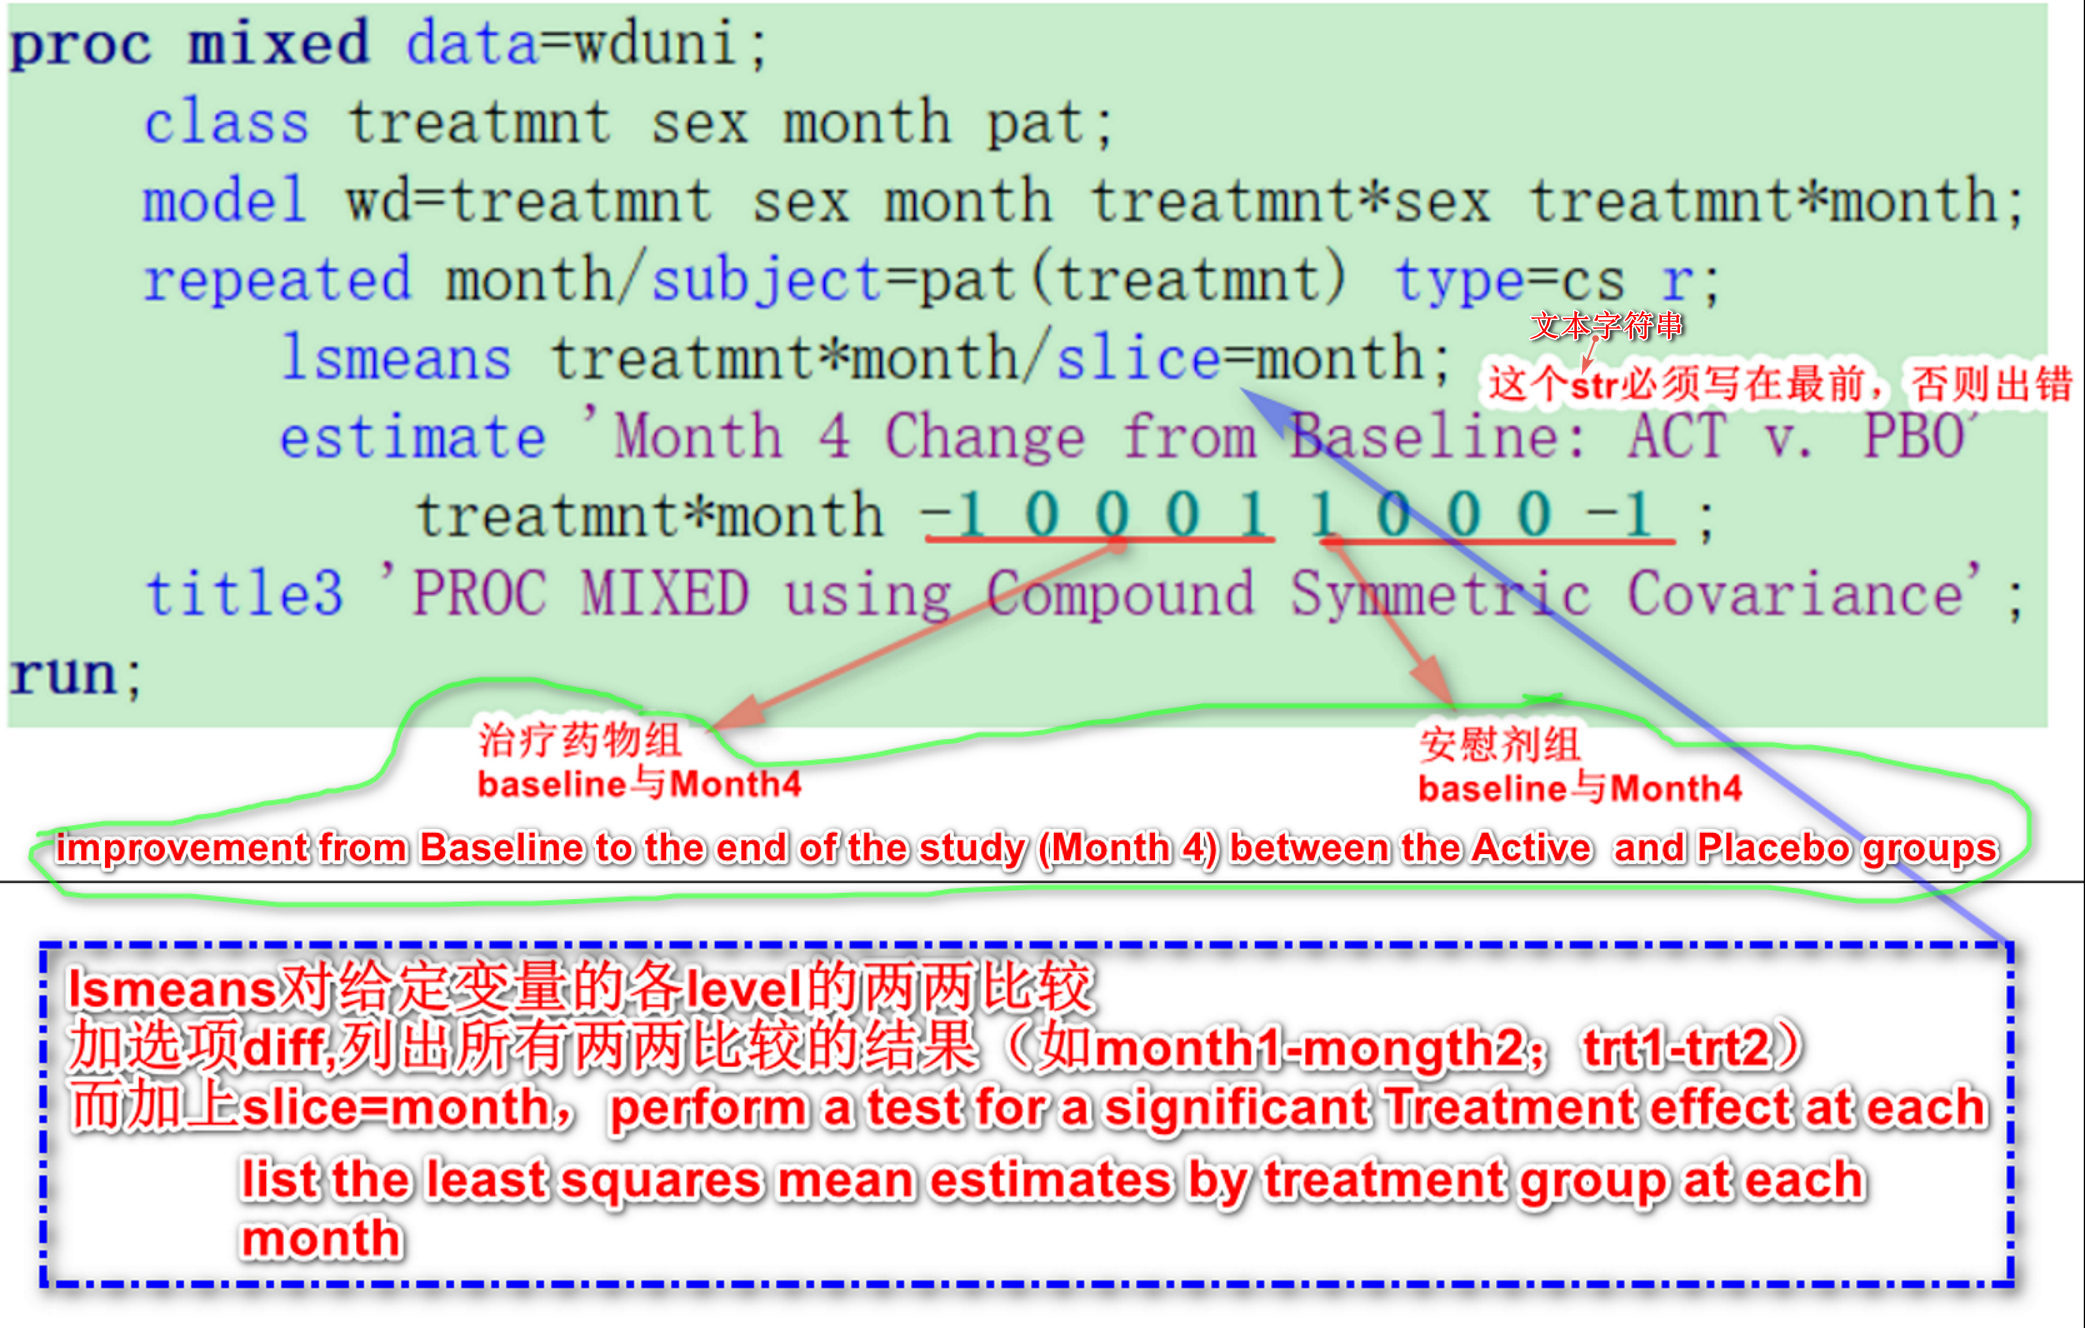 proc mixed data=wduni;
class treatmnt sex month pat;
model wd=treatmnt sex month treatmnt*sex treatmnt*month;
repeated month/subject=pat(treatmnt) type=cs r;
文本字符串
lsmeans treatmnt*month/slice=month;
这个str必须写在最前，否则出错
estimate 'Month 4 Change from Baseline: ACT v. PBO'
treatmnt*month -1 0 0 0 1 1 0 0 0 -1 ;
title3 'PROC MIXED using Compound Symmetric Covariance';
run;
治疗药物组
baseline与Month4
安慰剂组
baseline与Month4
improvement from Baseline to the end of the study (Month 4) between the Active and Placebo groups
lsmeans对给定变量的各level的两两比较
加选项diff,列出所有两两比较的结果（如month1-mongth2；trt1-trt2）
而加上slice=month，perform a test for a significant Treatment effect at each
list the least squares mean estimates by treatment group at each
month